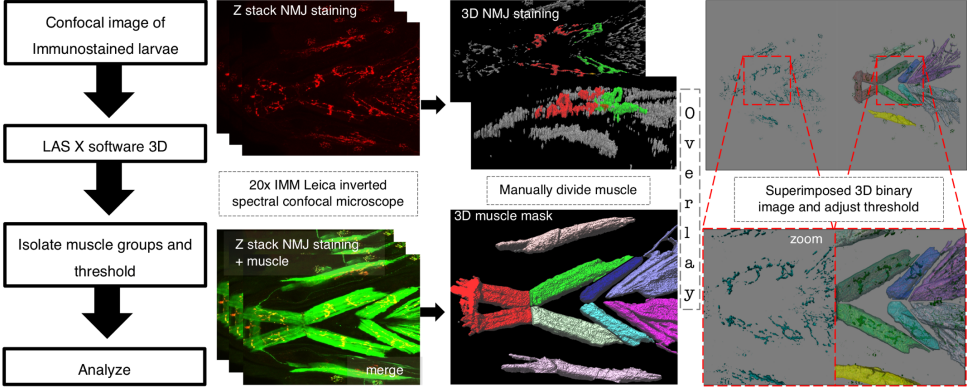 Confocal image of
Immunostained larvae
LAS X software 3D
Isolate muscle groups and
threshold
Analyze
Z stack NMJ staining
20x IMM Leica inverted
spectral confocal microscope
Z stack NMJ staining
+ muscle
merge
3D NMJ staining
Manually divide muscle
3D muscle mask
Overlay
Superimposed 3D binary
image and adjust threshold
zoom